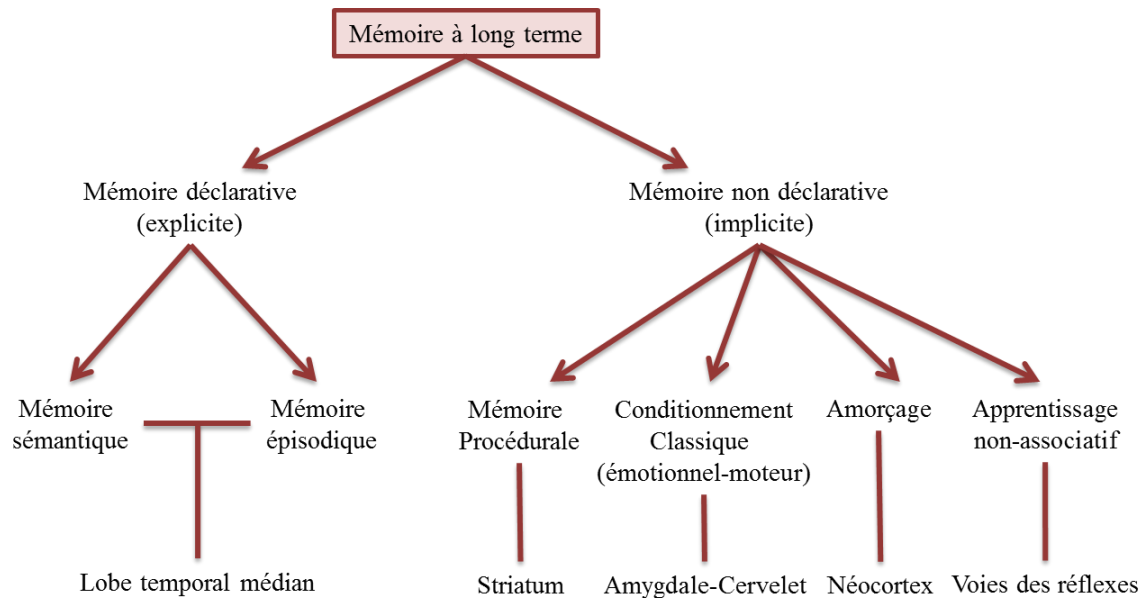 Mémoire à long terme
Mémoire déclarative
(explicite)
Mémoire non déclarative
(implicite)
Mémoire
sémantique
Mémoire
épisodique
Mémoire
Procédurale
Conditionnement
Classique
(émotionnel-moteur)
Amorçage
Apprentissage
non-associatif
Lobe temporal médian
Striatum
Amygdale-Cervelet
Néocortex
Voies des réflexes